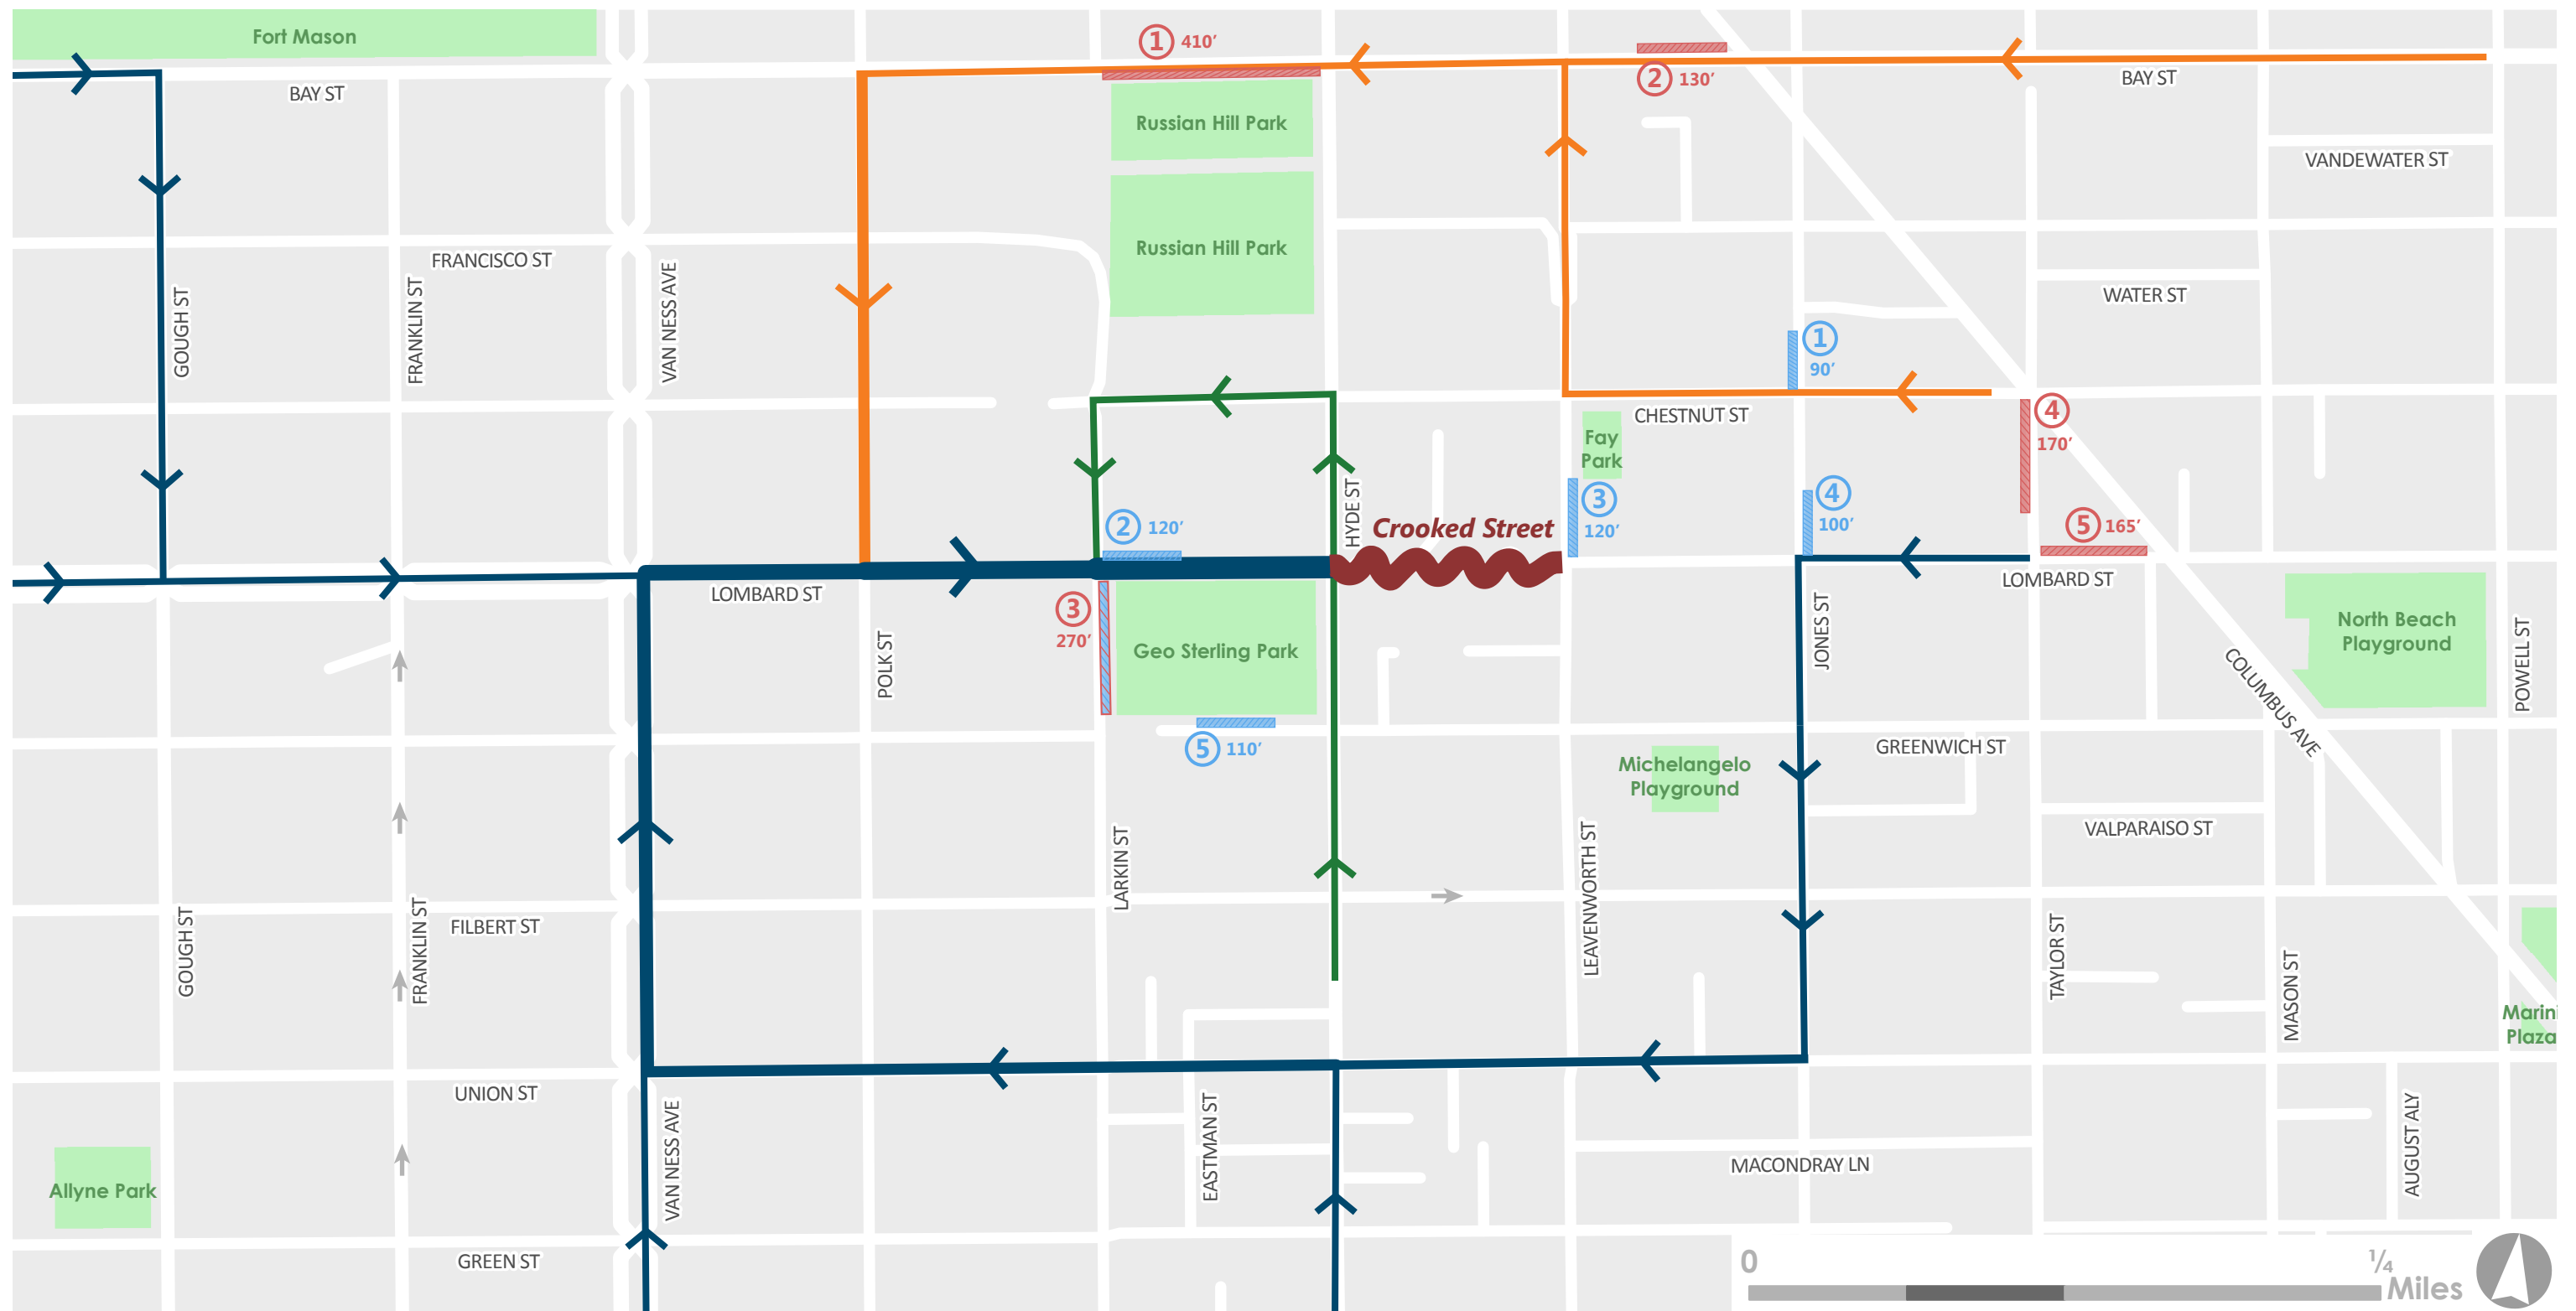 Fort Mason
1 410'
2 130'
BAY ST
BAY ST
Russian Hill Park
VANDEWATER ST
FRANCISCO ST
Russian Hill Park
GOUGH ST
FRANKLIN ST
VAN NESS AVE
WATER ST
1
90'
CHESTNUT ST
4
170'
Fay
Park
HYDE ST
Crooked Street
2 120'
3
120'
4
100'
5 165'
LOMBARD ST
LOMBARD ST
3
270'
POLK ST
Geo Sterling Park
JONES ST
North Beach
Playground
COLUMBUS AVE
POWELL ST
5 110'
GREENWICH ST
Michelangelo
Playground
LARKIN ST
LEAVENWORTH ST
VALPARAISO ST
GOUGH ST
FRANKLIN ST
FILBERT ST
TAYLOR ST
MASON ST
Marini
Plaza
UNION ST
VAN NESS AVE
EASTMAN ST
MACONDRAY LN
AUGUST ALY
Allyne Park
GREEN ST
0
¼
Miles